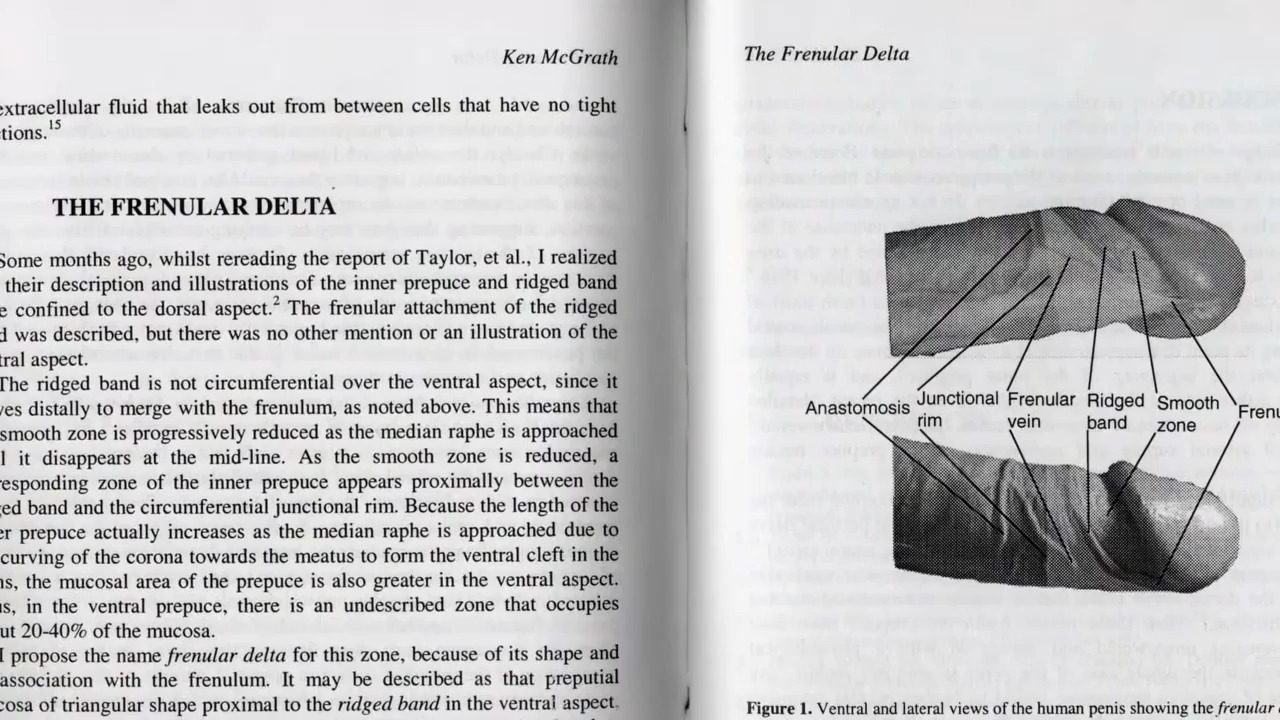 Ken McGrath
extracellular fluid that leaks out from between cells that have no tight
tions.15
THE FRENULAR DELTA
Some months ago, whilst rereading the report of Taylor, et al., I realized
their description and illustrations of the inner prepuce and ridged band
e confined to the dorsal aspect.2 The frenular attachment of the ridged
d was described, but there was no other mention or an illustration of the
tral aspect.
The ridged band is not circumferential over the ventral aspect, since it
ves distally to merge with the frenulum, as noted above. This means that
smooth zone is progressively reduced as the median raphe is approached
l it disappears at the mid-line. As the smooth zone is reduced, a
responding zone of the inner prepuce appears proximally between the
ged band and the circumferential junctional rim. Because the length of the
er prepuce actually increases as the median raphe is approached due to
curving of the corona towards the meatus to form the ventral cleft in the
ns, the mucosal area of the prepuce is also greater in the ventral aspect.
us, in the ventral prepuce, there is an undescribed zone that occupies
ut 20-40% of the mucosa.
I propose the name frenular delta for this zone, because of its shape and
association with the frenulum. It may be described as that preputial
cosa of triangular shape proximal to the ridged band in the ventral aspect,
The Frenular Delta
Anastomosis Junctional Frenular Ridged Smooth Frenu
rim vein band zone
Figure 1. Ventral and lateral views of the human penis showing the frenular